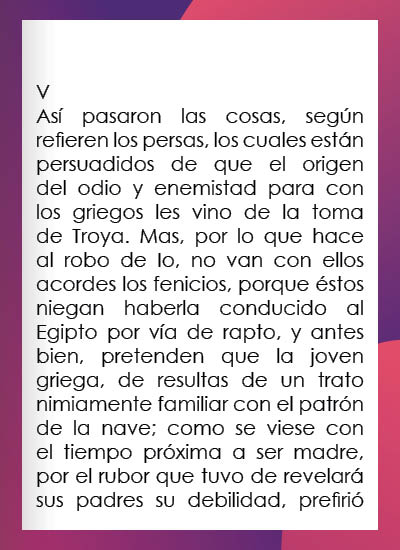 V
Así pasaron las cosas, según
refieren los persas, los cuales están
persuadidos de que el origen
del odio y enemistad para con
los griegos les vino de la toma
de Troya. Mas, por lo que hace
al robo de Io, no van con ellos
acordes los fenicios, porque éstos
niegan haberla conducido al
Egipto por vía de rapto, y antes
bien, pretenden que la joven
griega, de resultas de un trato
nimiamente familiar con el patrón
de la nave; como se viese con
el tiempo próxima a ser madre,
por el rubor que tuvo de revelará
sus padres su debilidad, prefirió